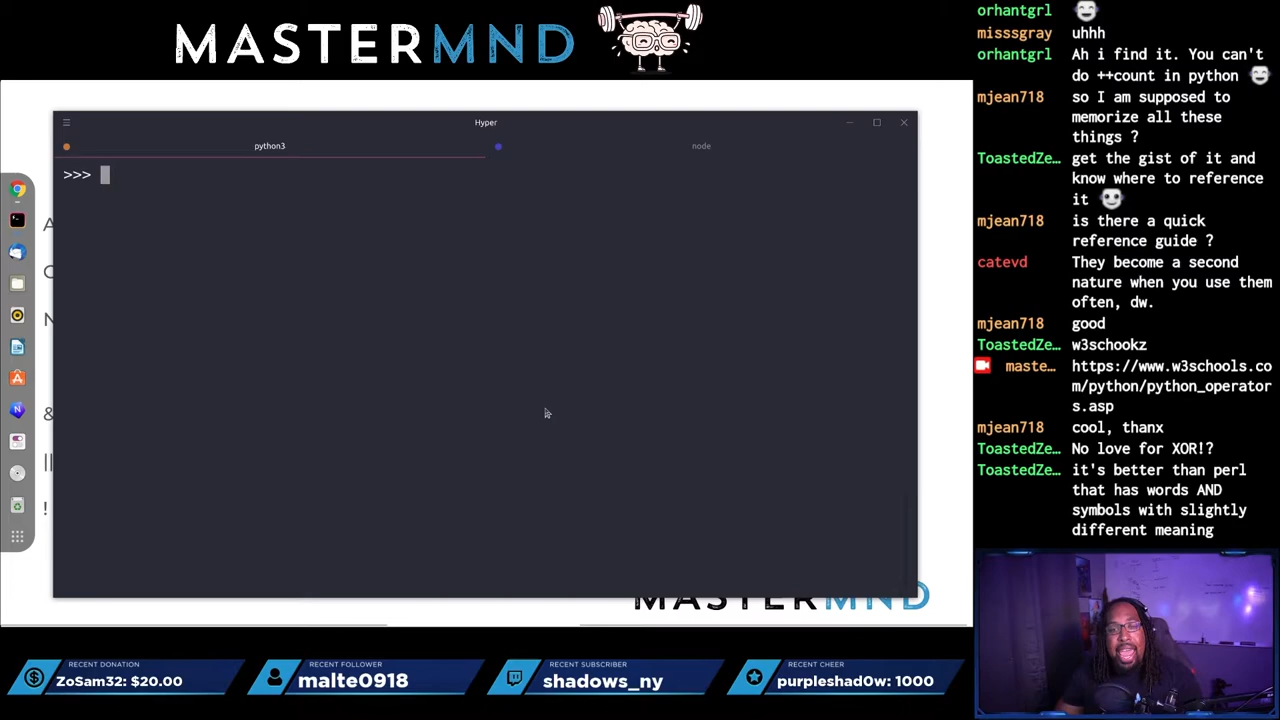 MASTERMND
Hyper
python3
node
>>>
A
C
N
&
||
!
MASTERMND
orhantgrl
misssgray uhhh
orhantgrl Ah i find it. You can't
do ++count in python
mjean718 so I am supposed to
memorize all these
things ?
ToastedZe… get the gist of it and
know where to reference
it
mjean718 is there a quick
reference guide ?
catevd They become a second
nature when you use them
often, dw.
mjean718 good
ToastedZe… w3schookz
maste… https://www.w3schools.co
m/python/python_operator
s.asp
mjean718 cool, thanx
ToastedZe… No love for XOR!?
ToastedZe… it's better than perl
that has words AND
symbols with slightly
different meaning
RECENT DONATION
ZoSam32: $20.00
RECENT FOLLOWER
malte0918
RECENT SUBSCRIBER
shadows_ny
RECENT CHEER
purpleshad0w: 1000